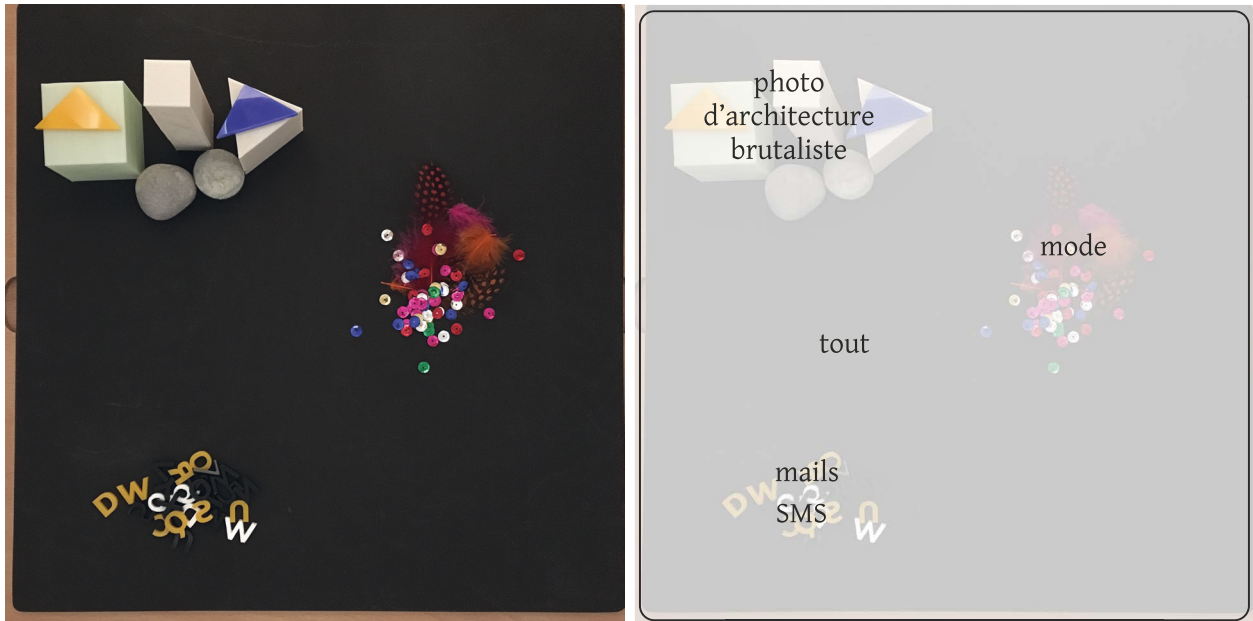 photo
d’architecture
brutaliste
mode
tout
mails
SMS
D W
U
W